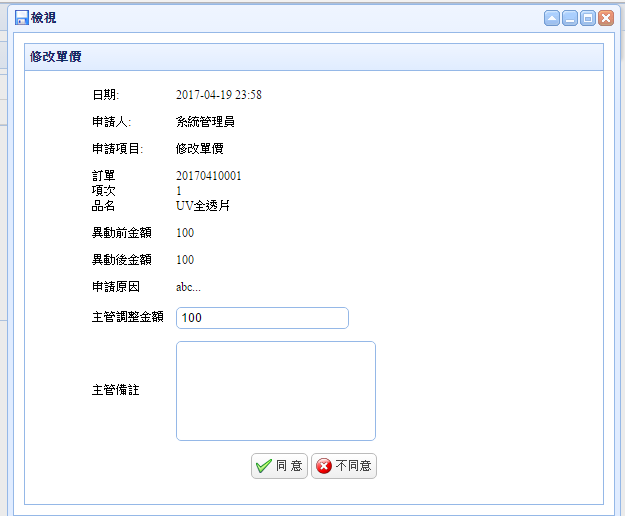 檢視
修改單價
日期: 2017-04-19 23:58
申請人: 系統管理員
申請項目: 修改單價
訂單 20170410001
項次 1
品名 UV全透片
異動前金額 100
異動後金額 100
申請原因 abc...
主管調整金額 100
主管備註
同 意 不同意